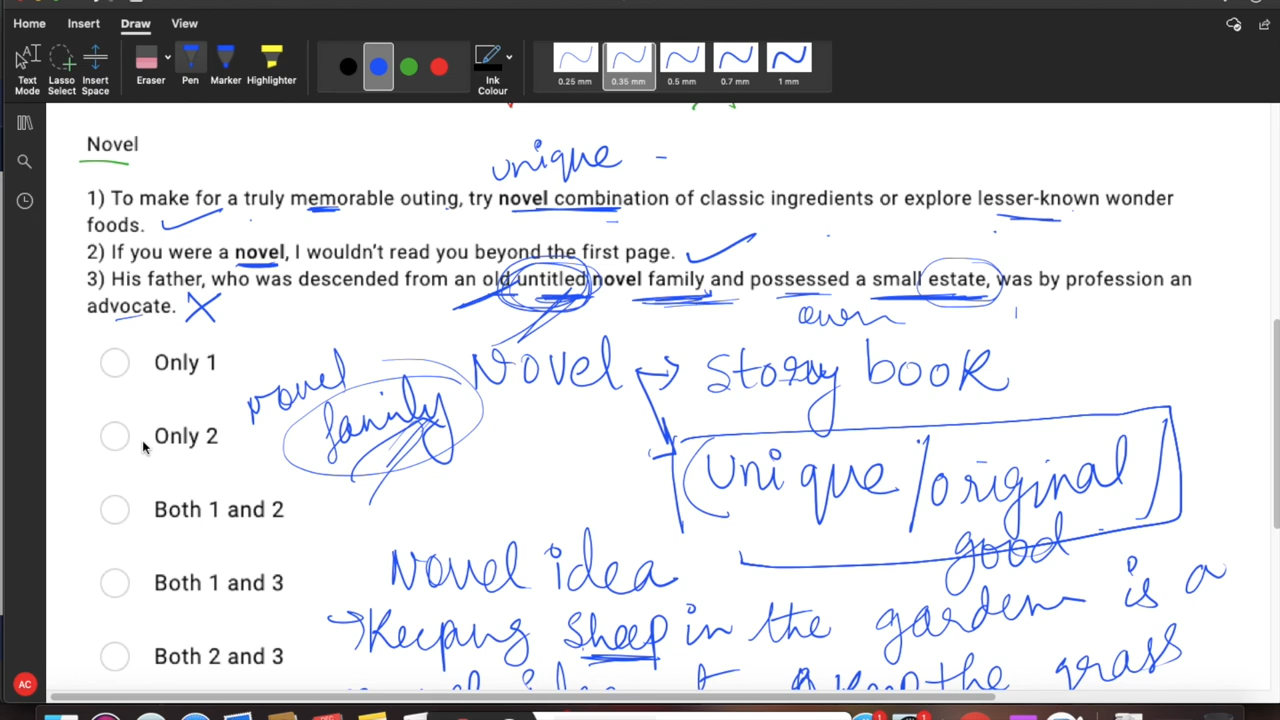 Home Insert Draw View
Text Mode Lasso Select Insert Space Eraser Pen Marker Highlighter Ink Colour 0.25 mm 0.35 mm 0.5 mm 0.7 mm 1 mm
Novel
unique -
1) To make for a truly memorable outing, try novel combination of classic ingredients or explore lesser-known wonder
foods.
2) If you were a novel, I wouldn't read you beyond the first page.
3) His father, who was descended from an old untitled novel family and possessed a small estate, was by profession an
advocate.
own
Only 1
Novel → story book
novel
family
Only 2
(Unique/original)
Both 1 and 2
good
Novel idea
Both 1 and 3
→ Keeping sheep in the garden is a
Both 2 and 3
the grass
AC